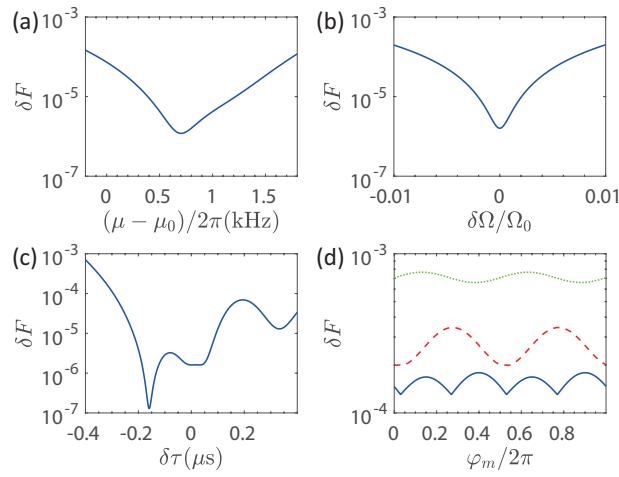 (a)
10⁻³
10⁻⁵
10⁻⁷
δF
0 0.5 1 1.5
(μ − μ₀)/2π(kHz)
(b)
10⁻³
10⁻⁵
10⁻⁷
δF
-0.01 0 0.01
δΩ/Ω₀
(c)
10⁻³
10⁻⁴
10⁻⁵
10⁻⁶
10⁻⁷
δF
-0.4 -0.2 0 0.2 0.4
δτ(μs)
(d)
10⁻³
10⁻⁴
δF
0 0.2 0.4 0.6 0.8
φₘ/2π